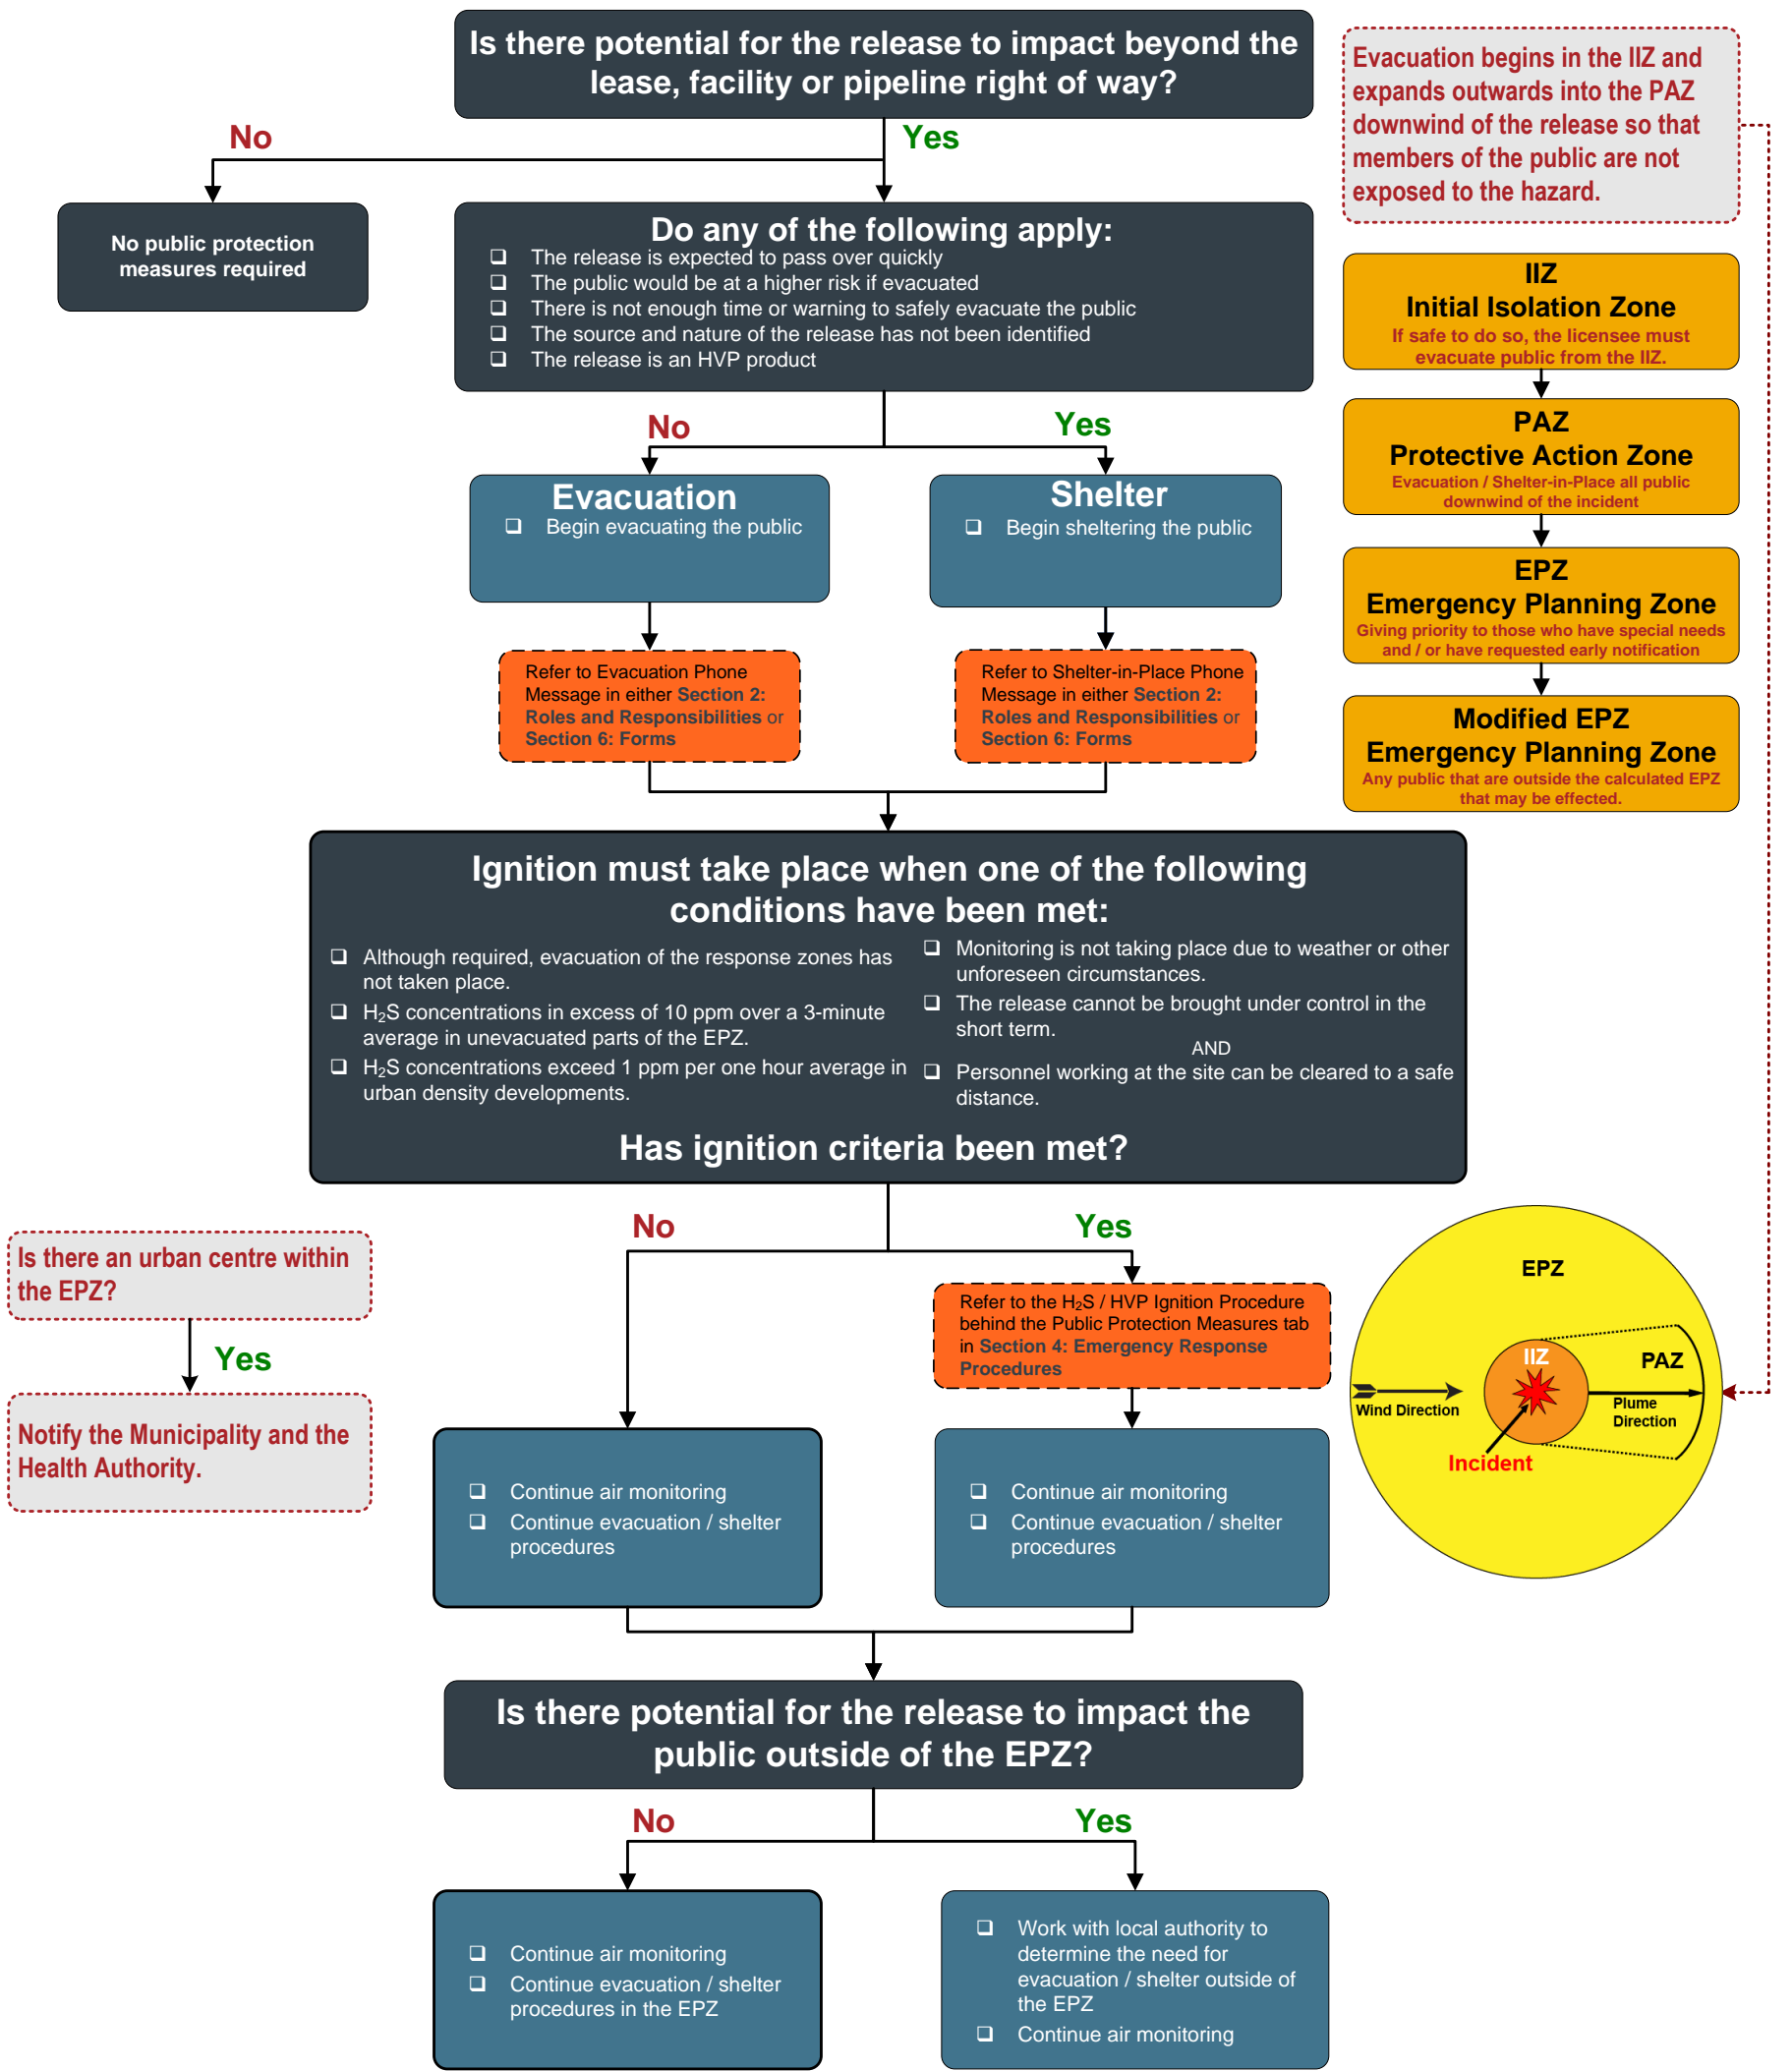 Is there potential for the release to impact beyond the
lease, facility or pipeline right of way?
No
Yes
No public protection
measures required
Do any of the following apply:
❑ The release is expected to pass over quickly
❑ The public would be at a higher risk if evacuated
❑ There is not enough time or warning to safely evacuate the public
❑ The source and nature of the release has not been identified
❑ The release is an HVP product
No
Yes
Evacuation
❑ Begin evacuating the public
Shelter
❑ Begin sheltering the public
Refer to Evacuation Phone
Message in either Section 2:
Roles and Responsibilities or
Section 6: Forms
Refer to Shelter-in-Place Phone
Message in either Section 2:
Roles and Responsibilities or
Section 6: Forms
Evacuation begins in the IIZ and
expands outwards into the PAZ
downwind of the release so that
members of the public are not
exposed to the hazard.
IIZ
Initial Isolation Zone
If safe to do so, the licensee must
evacuate public from the IIZ.
PAZ
Protective Action Zone
Evacuation / Shelter-in-Place all public
downwind of the incident
EPZ
Emergency Planning Zone
Giving priority to those who have special needs
and / or have requested early notification
Modified EPZ
Emergency Planning Zone
Any public that are outside the calculated EPZ
that may be effected.
Ignition must take place when one of the following
conditions have been met:
❑ Although required, evacuation of the response zones has
not taken place.
❑ H₂S concentrations in excess of 10 ppm over a 3-minute
average in unevacuated parts of the EPZ.
❑ H₂S concentrations exceed 1 ppm per one hour average in
urban density developments.
❑ Monitoring is not taking place due to weather or other
unforeseen circumstances.
❑ The release cannot be brought under control in the
short term.
AND
❑ Personnel working at the site can be cleared to a safe
distance.
Has ignition criteria been met?
No
Yes
Is there an urban centre within
the EPZ?
Yes
Notify the Municipality and the
Health Authority.
Refer to the H₂S / HVP Ignition Procedure
behind the Public Protection Measures tab
in Section 4: Emergency Response
Procedures
❑ Continue air monitoring
❑ Continue evacuation / shelter
procedures
❑ Continue air monitoring
❑ Continue evacuation / shelter
procedures
EPZ
IIZ
PAZ
Wind Direction
Plume
Direction
Incident
Is there potential for the release to impact the
public outside of the EPZ?
No
Yes
❑ Continue air monitoring
❑ Continue evacuation / shelter
procedures in the EPZ
❑ Work with local authority to
determine the need for
evacuation / shelter outside of
the EPZ
❑ Continue air monitoring